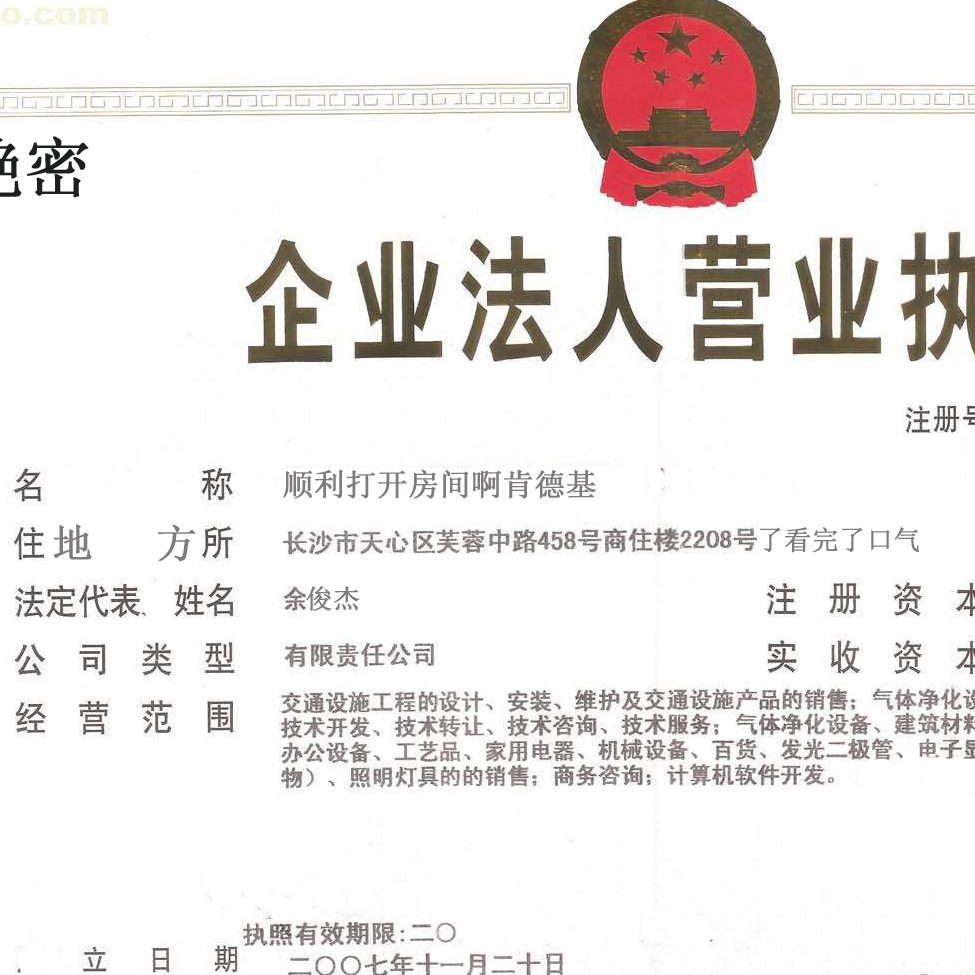 o.com
绝密
企业法人营业执
注册号
名 称 顺利打开房间啊肯德基
住地 方所 长沙市天心区芙蓉中路458号商住楼2208号了看完了口气
法定代表、姓名 余俊杰 注册资本
公司类型 有限责任公司 实收资本
经营范围 交通设施工程的设计、安装、维护及交通设施产品的销售；气体净化设
技术开发、技术转让、技术咨询、技术服务；气体净化设备、建筑材料
办公设备、工艺品、家用电器、机械设备、百货、发光二极管、电子显
物）、照明灯具的的销售；商务咨询；计算机软件开发。
执照有效期限:二〇
立日期 二〇〇七年十一月二十日